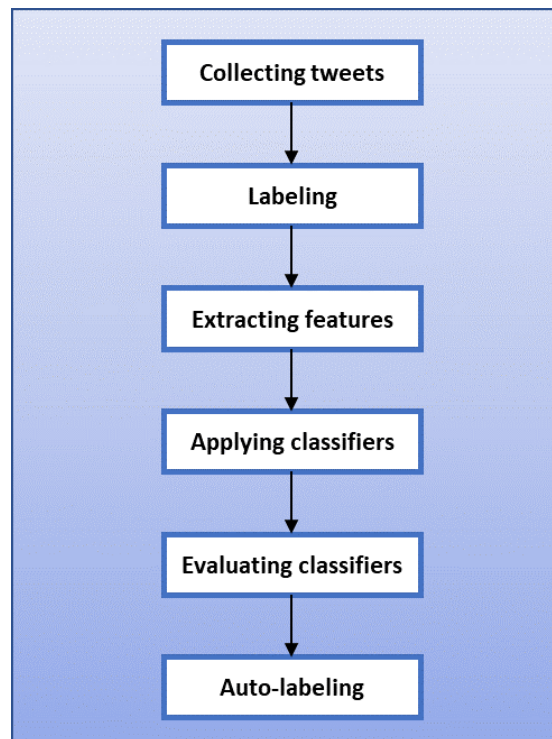 Collecting tweets
Labeling
Extracting features
Applying classifiers
Evaluating classifiers
Auto-labeling